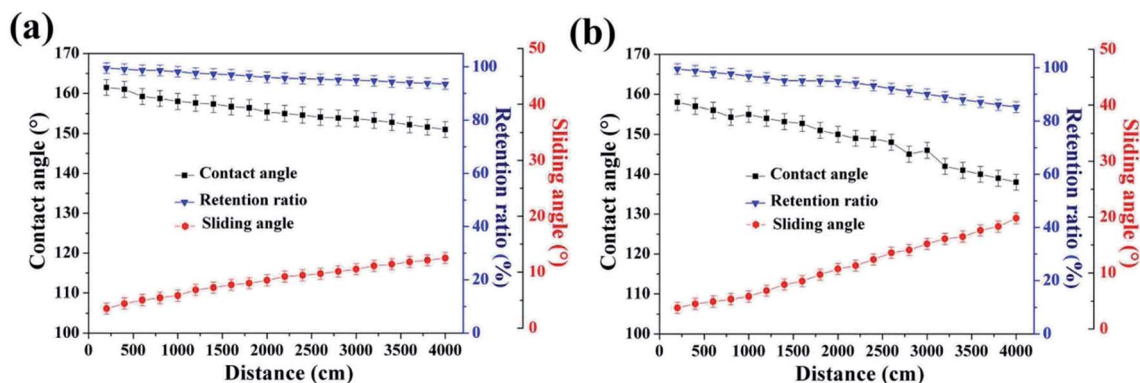 (a)
170
160
150
140
130
120
110
100
Contact angle (°)
Contact angle
Retention ratio
Sliding angle
0 500 1000 1500 2000 2500 3000 3500 4000
Distance (cm)
100
80
60
40
20
0
Retention ratio (%)
50
40
30
20
10
0
Sliding angle (°)
(b)
170
160
150
140
130
120
110
100
Contact angle (°)
Contact angle
Retention ratio
Sliding angle
0 500 1000 1500 2000 2500 3000 3500 4000
Distance (cm)
100
80
60
40
20
0
Retention ratio (%)
50
40
30
20
10
0
Sliding angle (°)